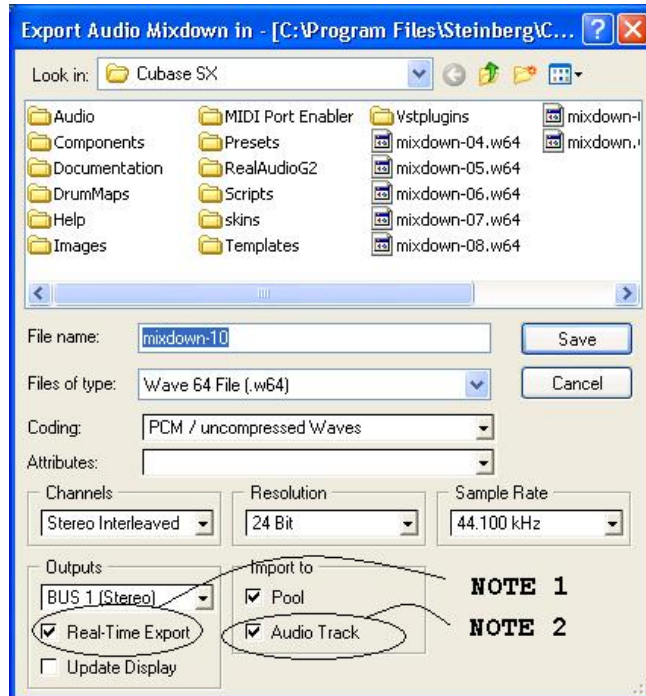 Export Audio Mixdown in - [C:\Program Files\Steinberg\C...
Look in: Cubase SX
Audio MIDI Port Enabler Vstplugins mixdown-
Components Presets mixdown-04.w64 mixdown.
Documentation RealAudioG2 mixdown-05.w64
DrumMaps Scripts mixdown-06.w64
Help skins mixdown-07.w64
Images Templates mixdown-08.w64
File name: mixdown-10 Save
Files of type: Wave 64 File (.w64) Cancel
Coding: PCM / uncompressed Waves
Attributes:
Channels Resolution Sample Rate
Stereo Interleaved 24 Bit 44.100 kHz
Outputs Import to
BUS 1 (Stereo) Pool NOTE 1
Real-Time Export Audio Track NOTE 2
Update Display